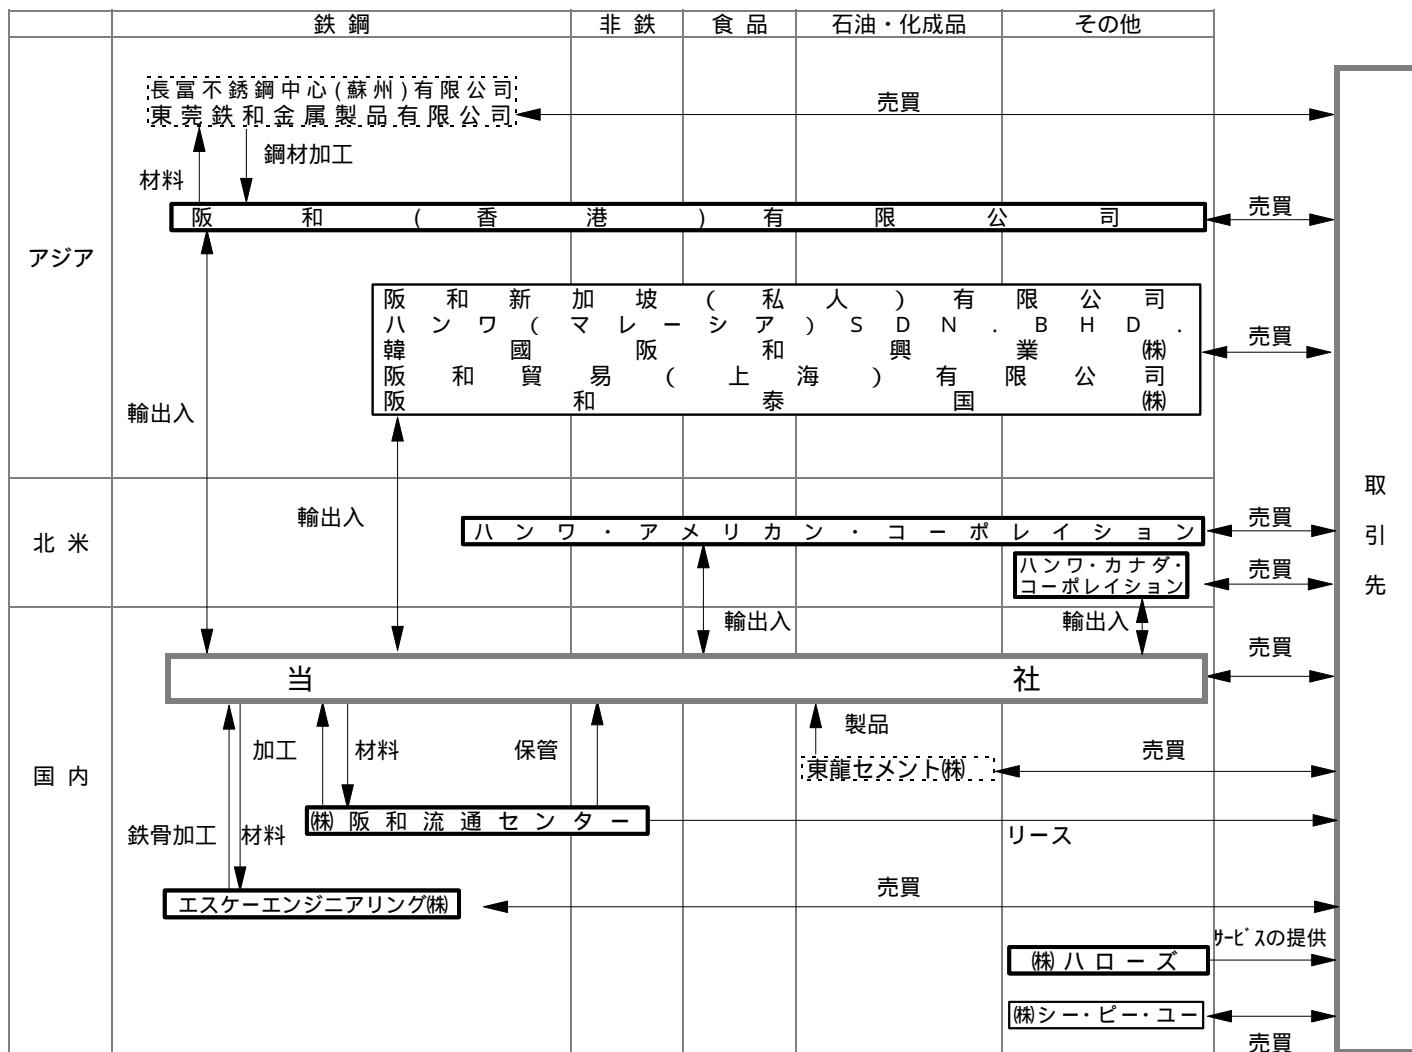 鉄鋼
非鉄
食品
石油・化成品
その他
アジア
長冨不銹鋼中心(蘇州)有限公司
東莞鉄和金属製品有限公司
売買
材料
鋼材加工
阪和(香港)有限公司
売買
阪和新加坡(私人)有限公司
ハンワ(マレーシア)SDN.BHD.
韓國阪和興業㈱
阪和貿易(上海)有限公司
阪和泰国㈱
売買
輸出入
北米
輸出入
ハンワ・アメリカン・コーポレイション
売買
ハンワ・カナダ・
コーポレイション
売買
輸出入
輸出入
取引先
国内
当社
売買
加工
材料
保管
製品
東龍セメント㈱
売買
㈱阪和流通センター
リース
鉄骨加工
材料
エスケーエンジニアリング㈱
売買
㈱ハローズ
ｻｰﾋﾞｽの提供
㈱シー・ピー・ユー
売買